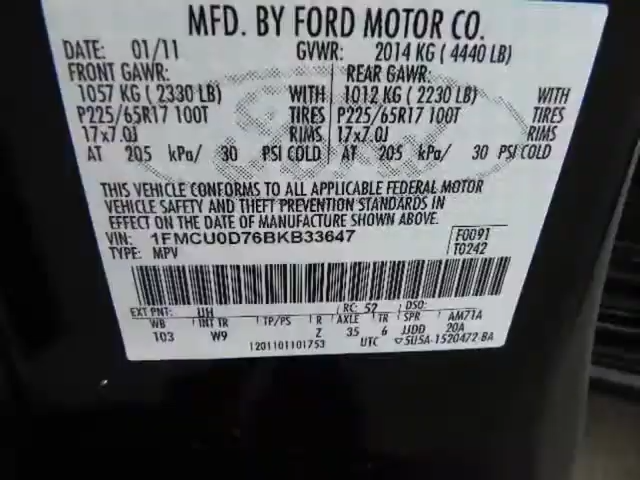 MFD. BY FORD MOTOR CO.
DATE: 01/11 GVWR: 2014 KG ( 4440 LB)
FRONT GAWR: REAR GAWR:
1057 KG ( 2330 LB) WITH 1012 KG ( 2230 LB) WITH
P225/65R17 100T TIRES P225/65R17 100T TIRES
17x7.0J RIMS 17x7.0J RIMS
AT 205 kPa/ 30 PSI COLD AT 205 kPa/ 30 PSI COLD
THIS VEHICLE CONFORMS TO ALL APPLICABLE FEDERAL MOTOR
VEHICLE SAFETY AND THEFT PREVENTION STANDARDS IN
EFFECT ON THE DATE OF MANUFACTURE SHOWN ABOVE.
VIN: 1FMCU0D76BKB33647 F0091
TYPE: MPV T0242
EXT PNT: UH RC: 52 DSO:
WB INT TR TP/PS R AXLE TR SPR AM71A
103 W9 Z 35 6 JJDD 20A
1201101101753 UTC ▽5U5A-1520472-BA